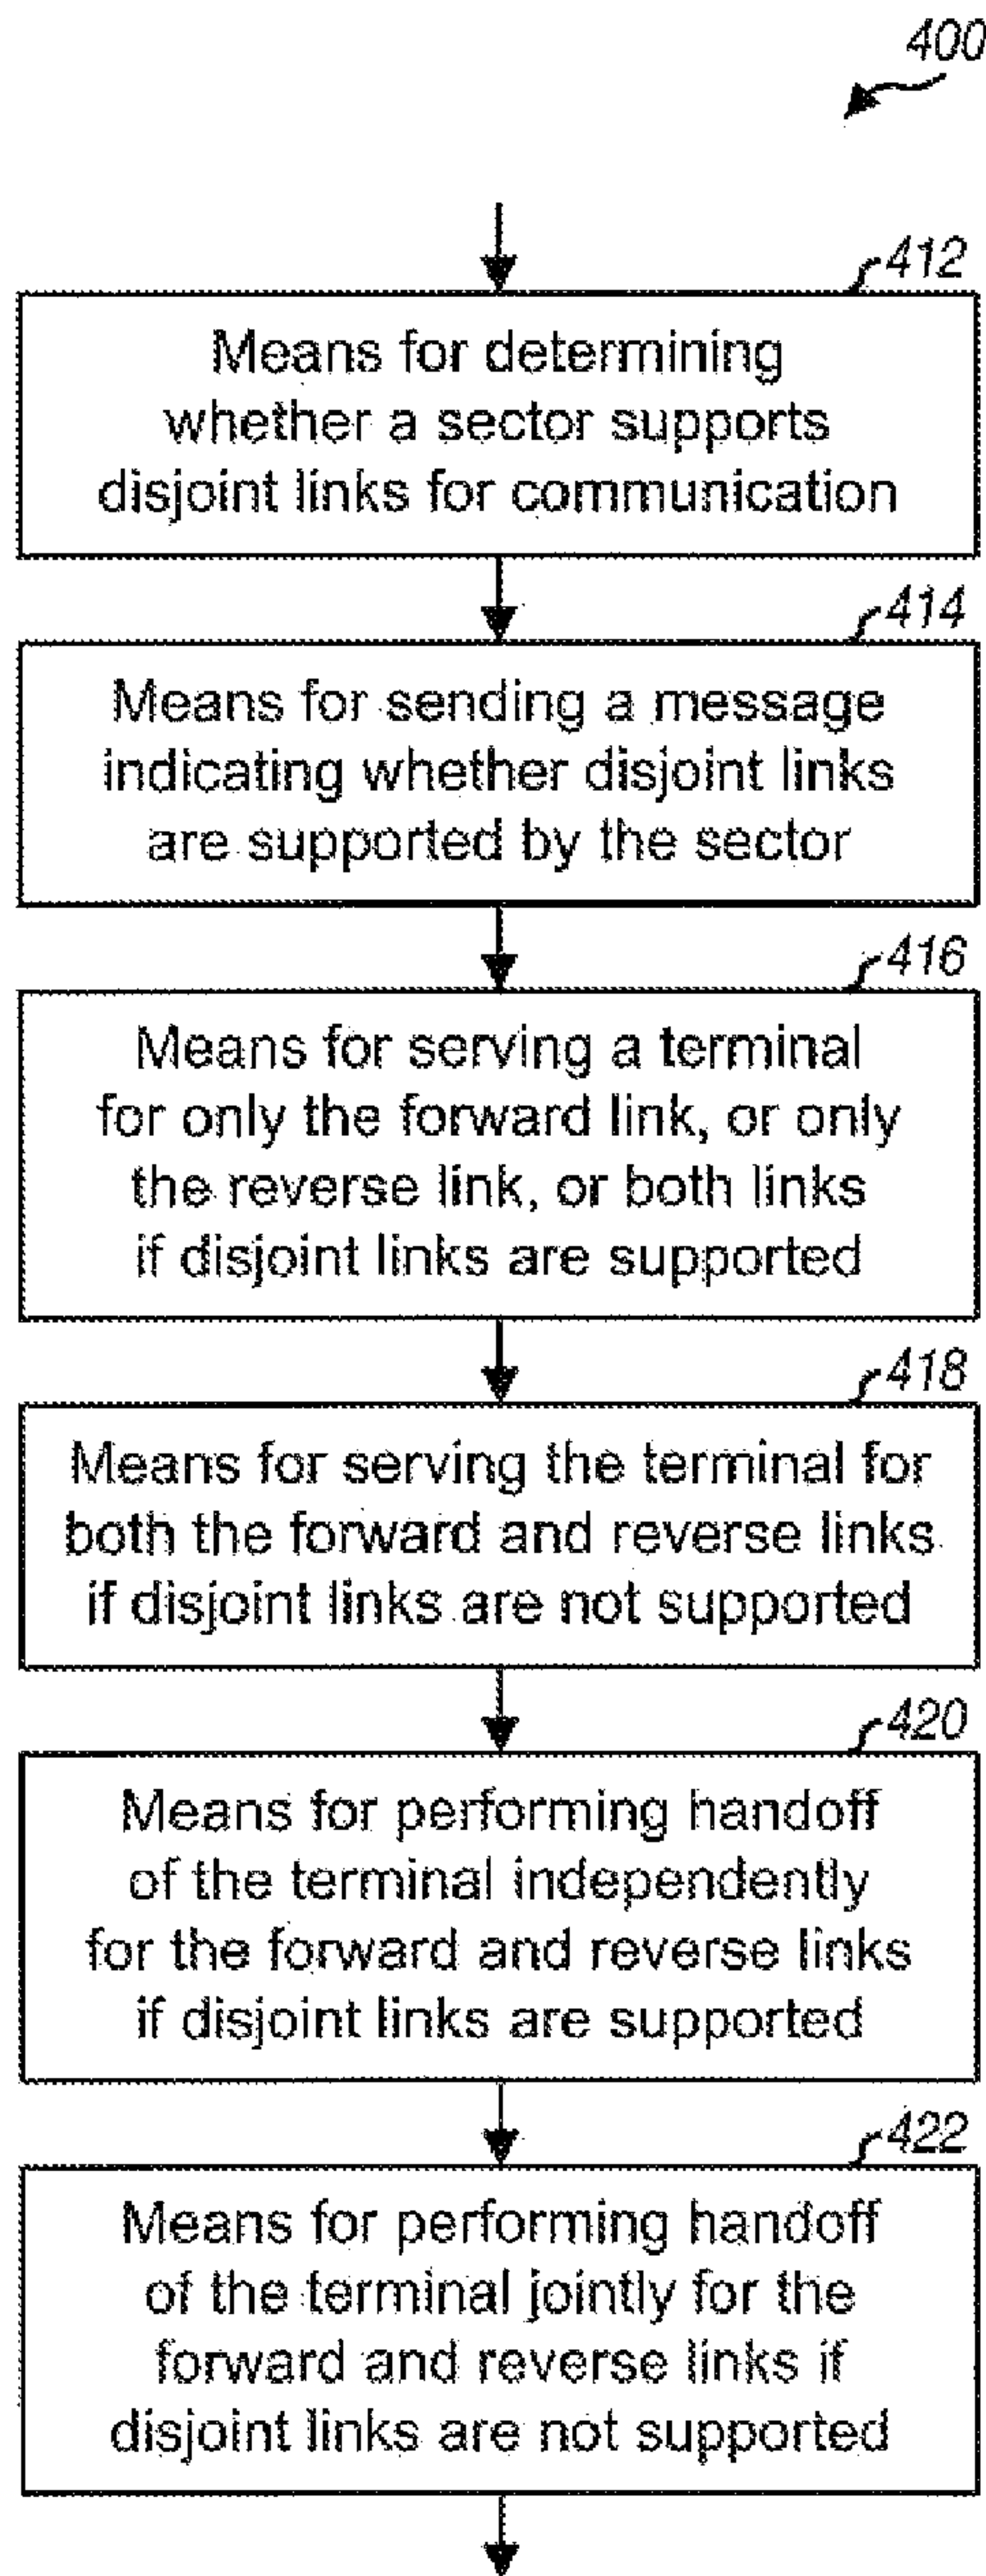 400
412
Means for determining
whether a sector supports
disjoint links for communication
414
Means for sending a message
indicating whether disjoint links
are supported by the sector
416
Means for serving a terminal
for only the forward link, or only
the reverse link, or both links
if disjoint links are supported
418
Means for serving the terminal for
both the forward and reverse links
if disjoint links are not supported
420
Means for performing handoff
of the terminal independently
for the forward and reverse links
if disjoint links are supported
422
Means for performing handoff
of the terminal jointly for the
forward and reverse links if
disjoint links are not supported